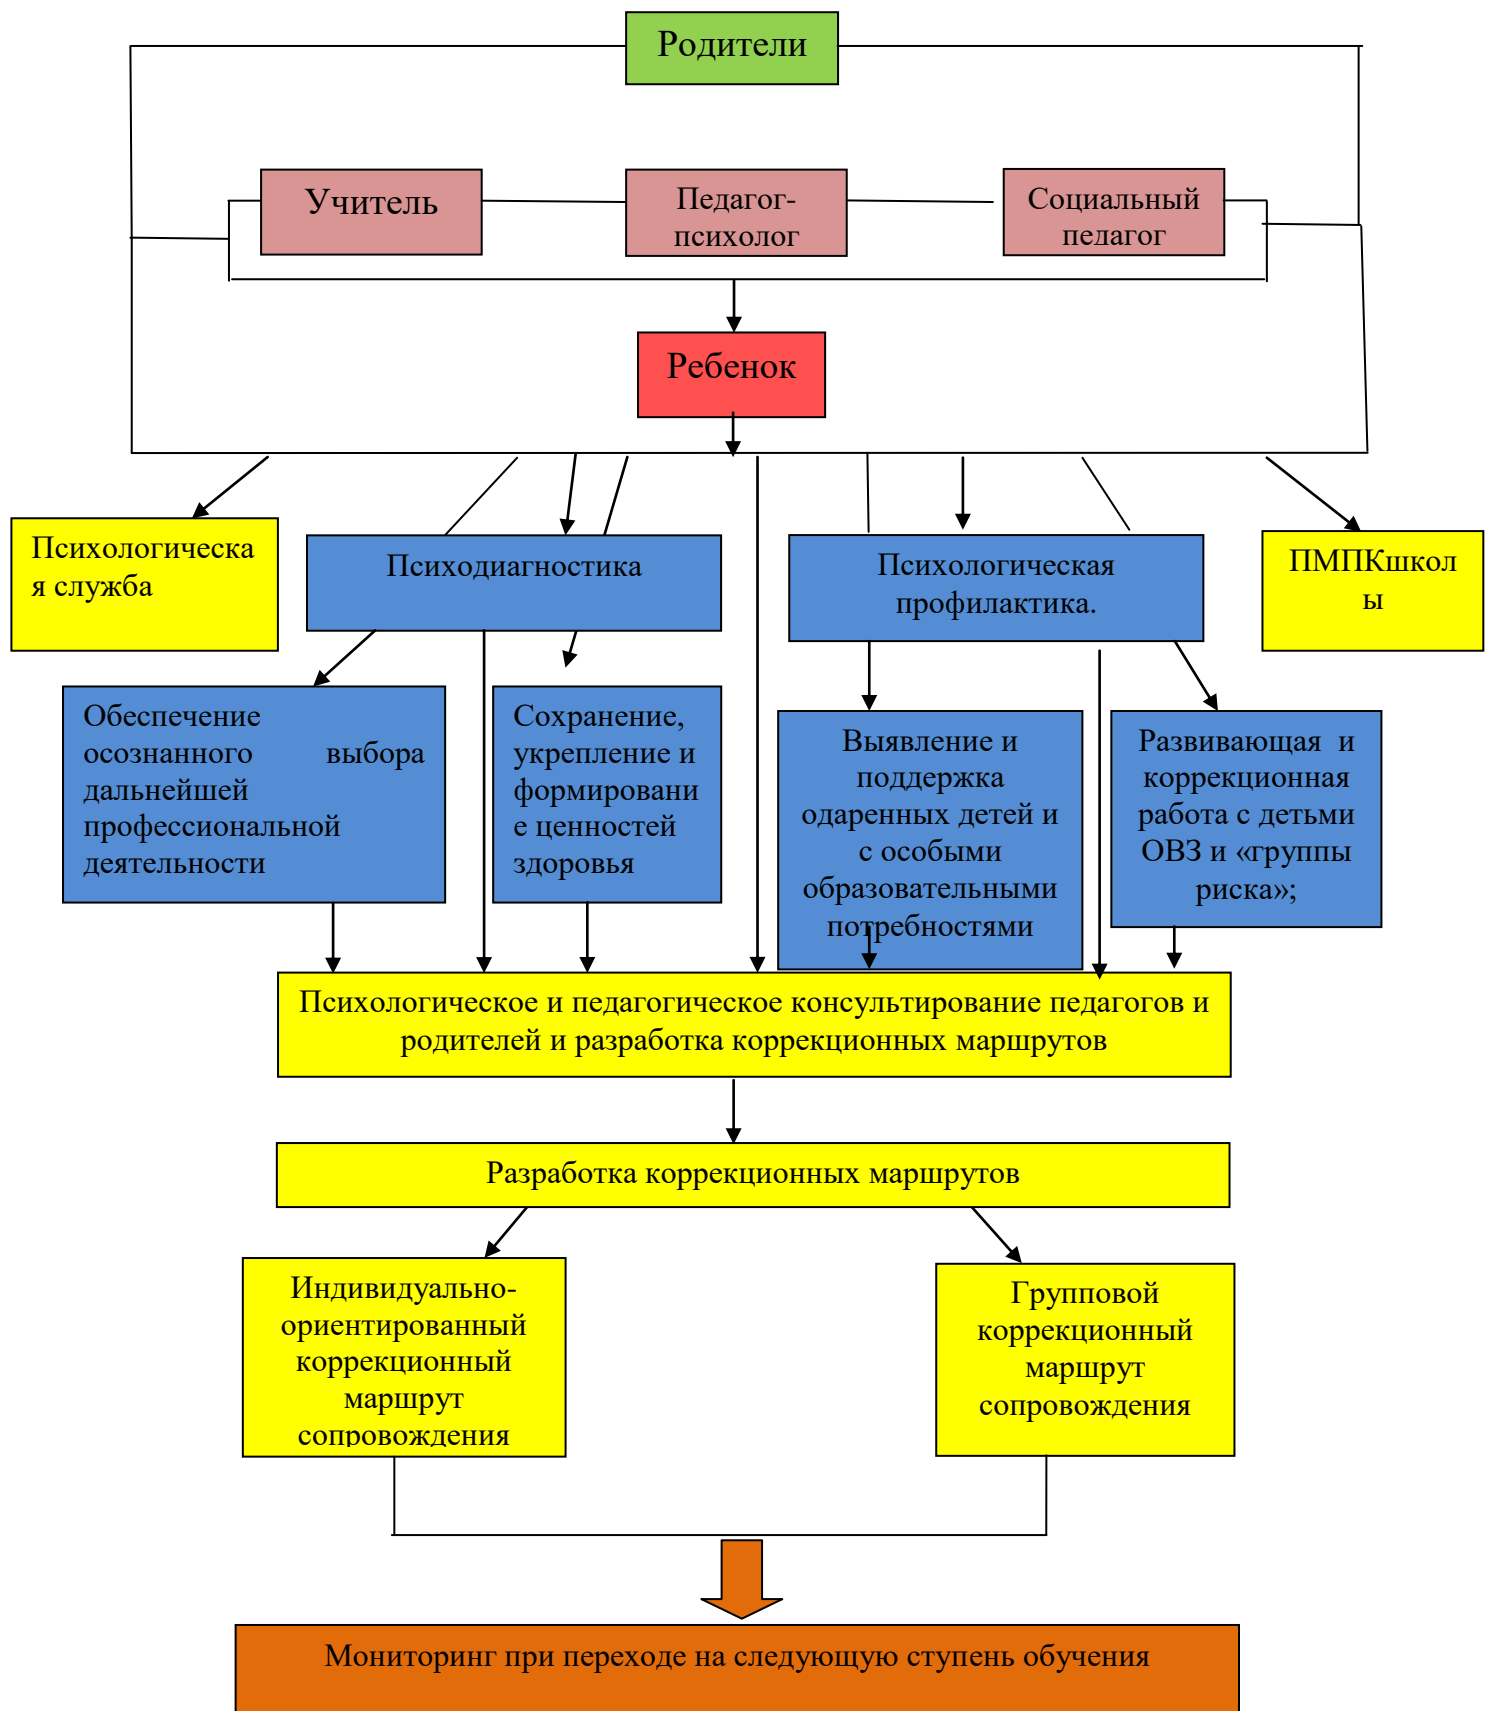 Родители
Учитель
Педагог-
психолог
Социальный
педагог
Ребенок
Психологическа
я служба
Психодиагностика
Психологическая
профилактика.
ПМПКшкол
ы
Обеспечение
осознанного выбора
дальнейшей
профессиональной
деятельности
Сохранение,
укрепление и
формировани
е ценностей
здоровья
Выявление и
поддержка
одаренных детей и
с особыми
образовательными
потребностями
Развивающая и
коррекционная
работа с детьми
ОВЗ и «группы
риска»;
Психологическое и педагогическое консультирование педагогов и
родителей и разработка коррекционных маршрутов
Разработка коррекционных маршрутов
Индивидуально-
ориентированный
коррекционный
маршрут
сопровождения
Групповой
коррекционный
маршрут
сопровождения
Мониторинг при переходе на следующую ступень обучения